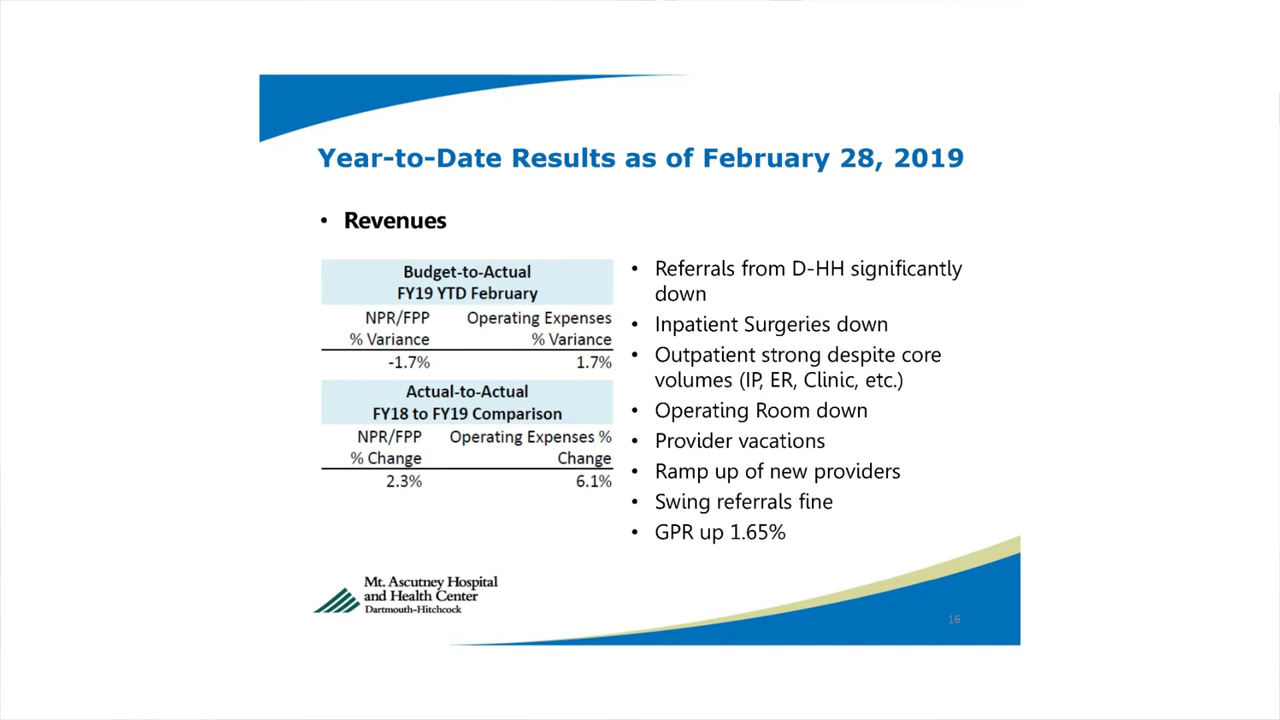 Year-to-Date Results as of February 28, 2019
• Revenues
Budget-to-Actual
FY19 YTD February
NPR/FPP Operating Expenses
% Variance % Variance
-1.7% 1.7%
Actual-to-Actual
FY18 to FY19 Comparison
NPR/FPP Operating Expenses %
% Change Change
2.3% 6.1%
• Referrals from D-HH significantly
down
• Inpatient Surgeries down
• Outpatient strong despite core
volumes (IP, ER, Clinic, etc.)
• Operating Room down
• Provider vacations
• Ramp up of new providers
• Swing referrals fine
• GPR up 1.65%
Mt. Ascutney Hospital
and Health Center
Dartmouth-Hitchcock
16